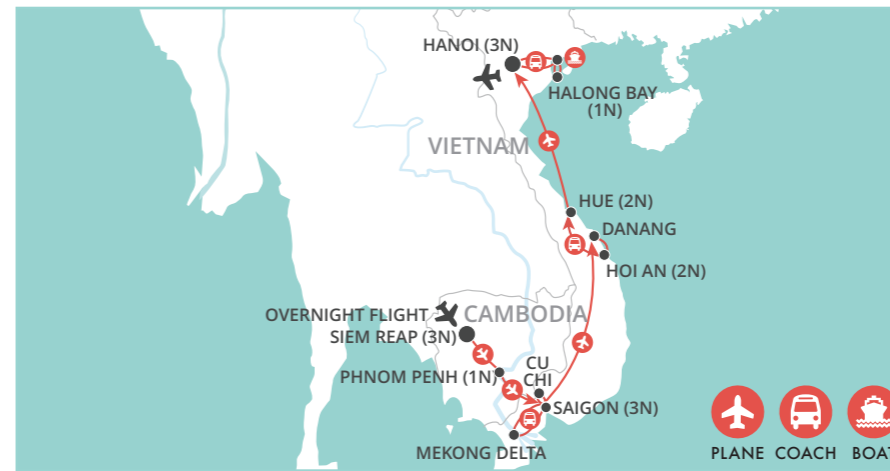 HANOI (3N)
HALONG BAY
(1N)
VIETNAM
HUE (2N)
DANANG
HOI AN (2N)
OVERNIGHT FLIGHT
CAMBODIA
SIEM REAP (3N)
CU
CHI
PHNOM PENH (1N)
SAIGON (3N)
MEKONG DELTA
PLANE COACH BOAT